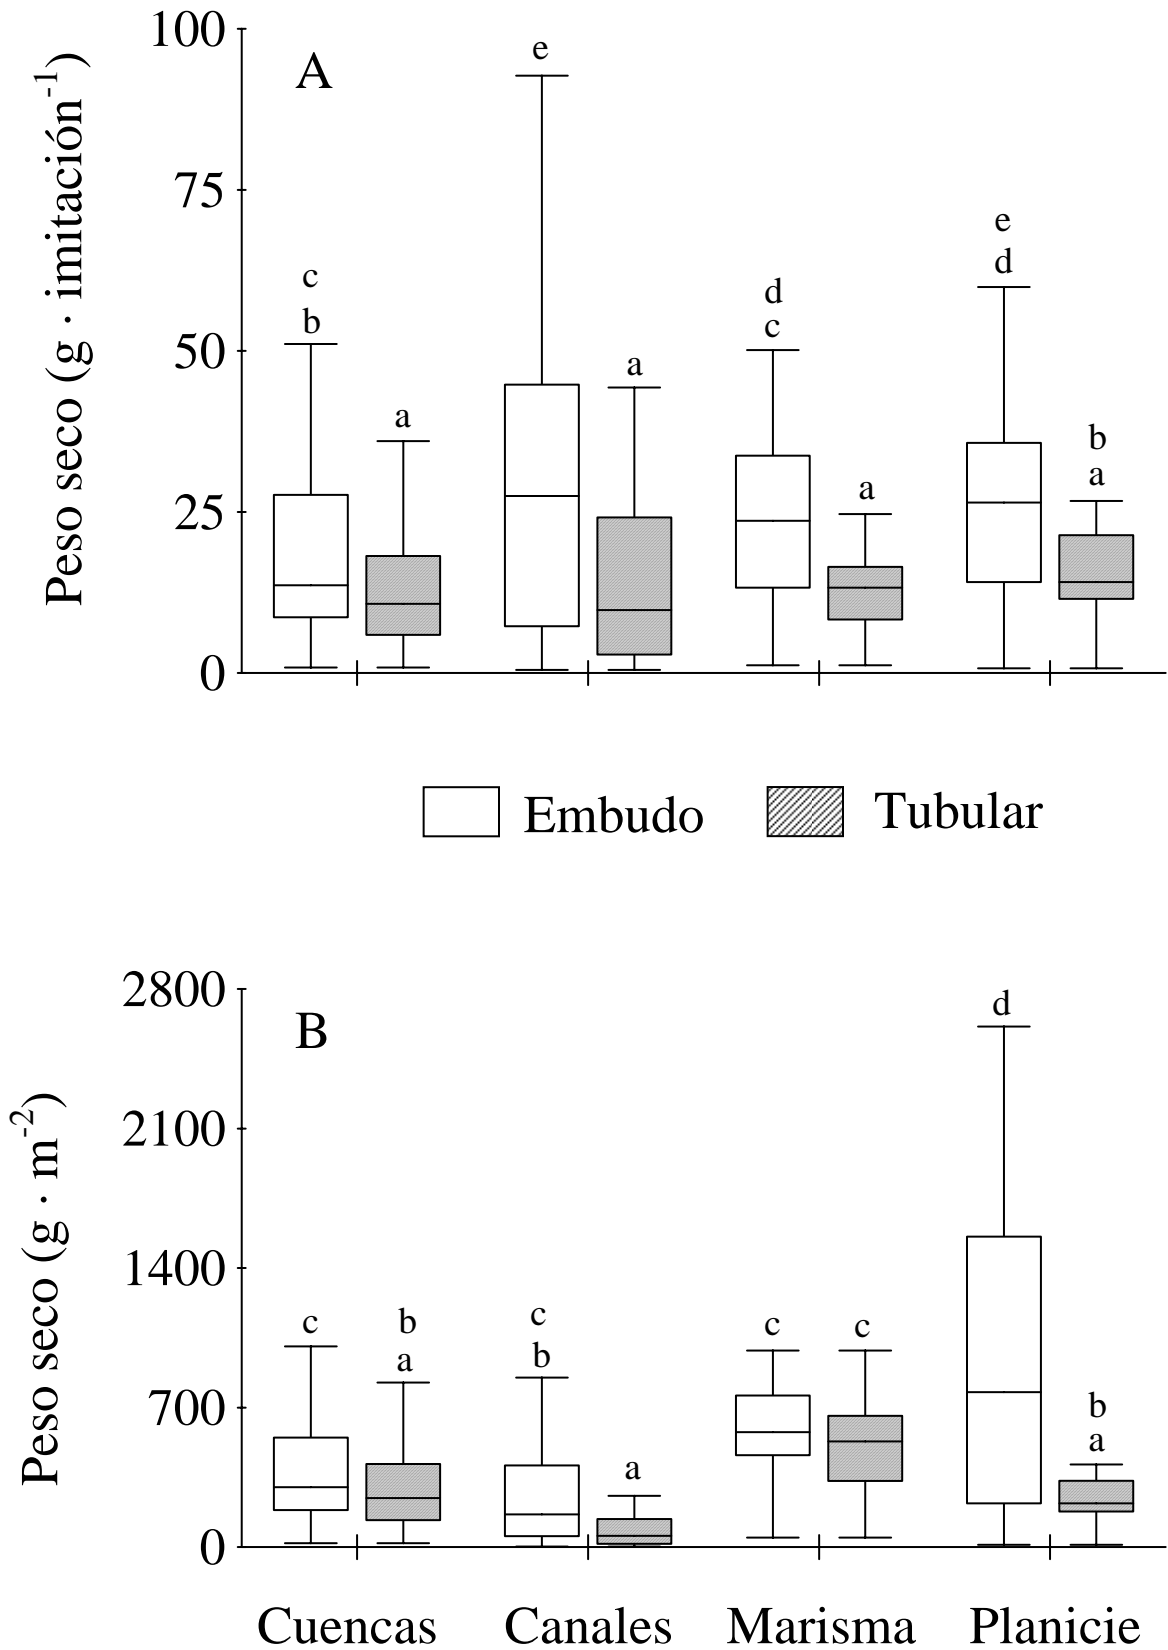 100
75
50
25
0
Peso seco (g · imitación-1)
A
c
b
a
e
a
d
c
a
e
d
b
a
Embudo
Tubular
2800
2100
1400
700
0
Peso seco (g · m-2)
B
c
b
a
c
b
a
c
c
d
b
a
Cuencas
Canales
Marisma
Planicie